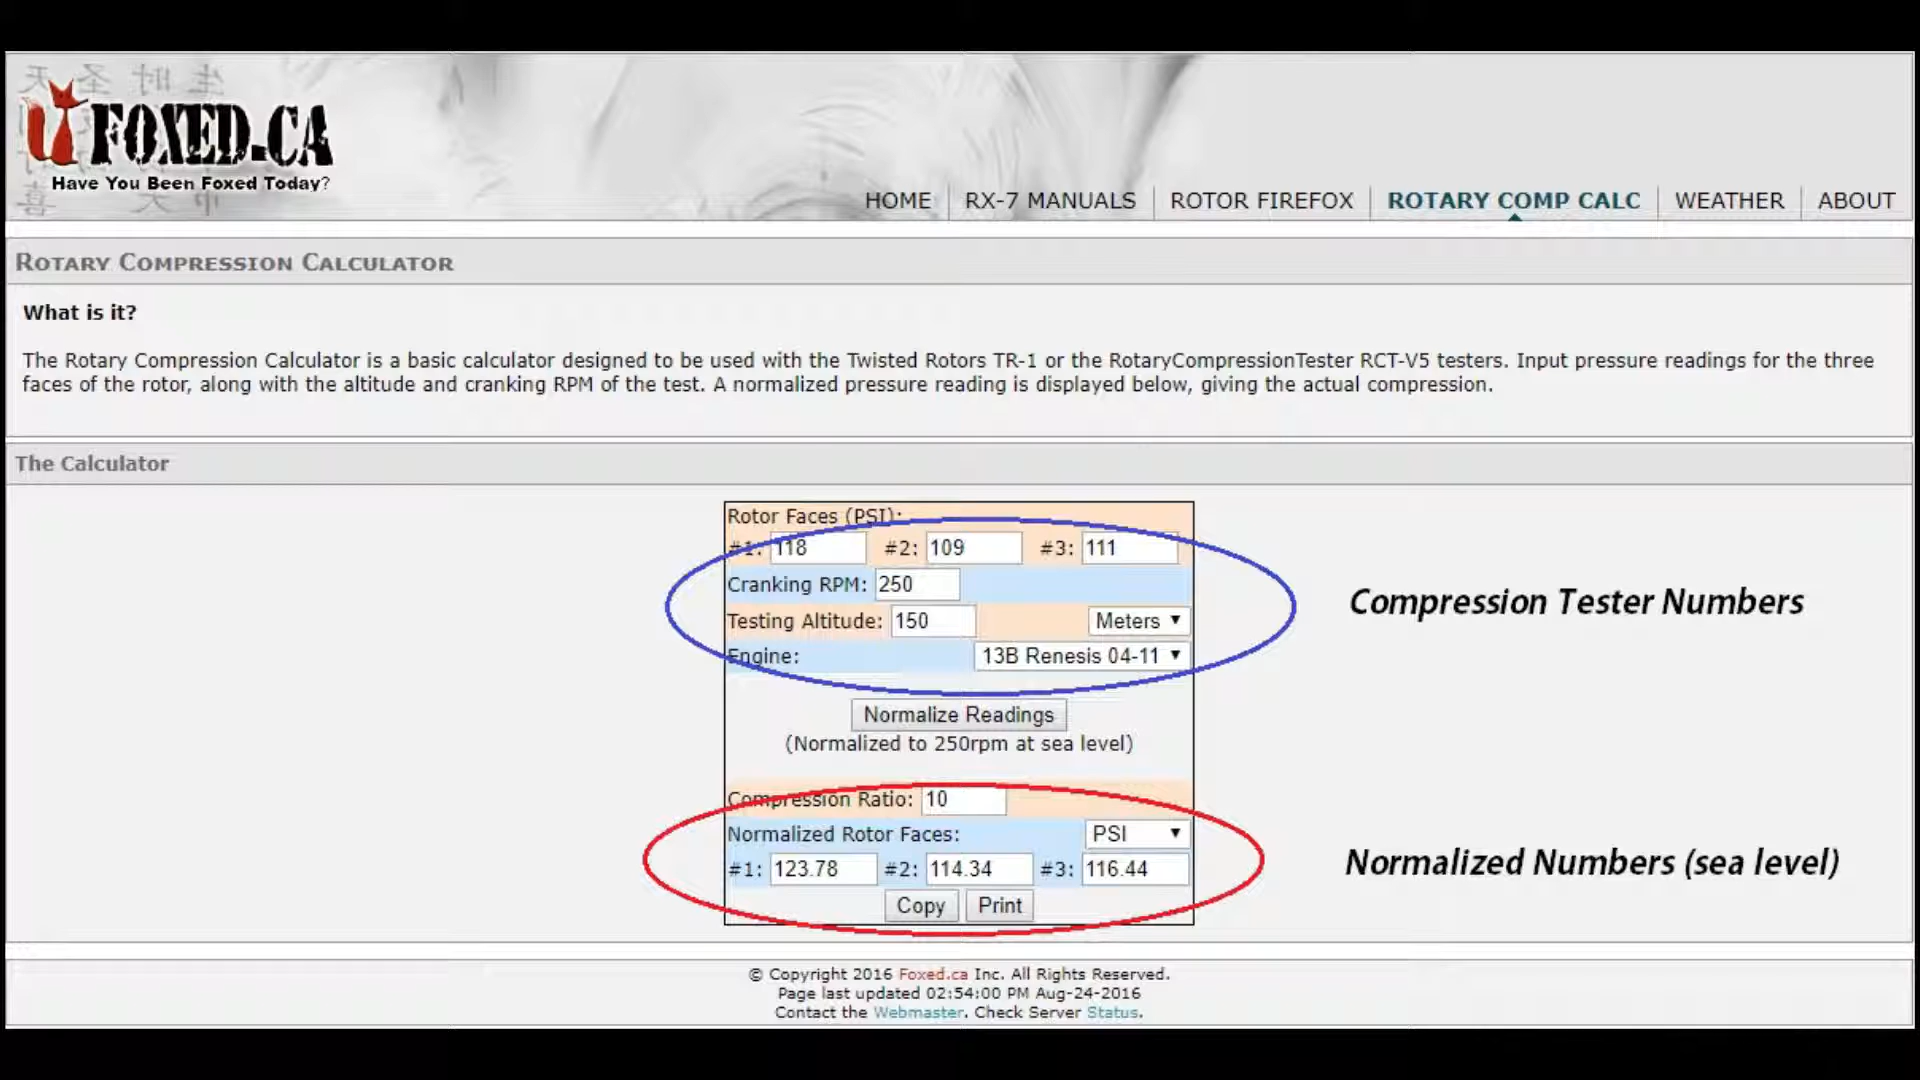 FOXED.CA
Have You Been Foxed Today?
HOME
RX-7 MANUALS
ROTOR FIREFOX
ROTARY COMP CALC
WEATHER
ABOUT
ROTARY COMPRESSION CALCULATOR
What is it?
The Rotary Compression Calculator is a basic calculator designed to be used with the Twisted Rotors TR-1 or the RotaryCompressionTester RCT-V5 testers. Input pressure readings for the three
faces of the rotor, along with the altitude and cranking RPM of the test. A normalized pressure reading is displayed below, giving the actual compression.
The Calculator
Rotor Faces (PSI):
#1: 118 #2: 109 #3: 111
Cranking RPM: 250
Compression Tester Numbers
Testing Altitude: 150 Meters
Engine: 13B Renesis 04-11
Normalize Readings
(Normalized to 250rpm at sea level)
Compression Ratio: 10
Normalized Rotor Faces: PSI
Normalized Numbers (sea level)
#1: 123.78 #2: 114.34 #3: 116.44
Copy Print
© Copyright 2016 Foxed.ca Inc. All Rights Reserved.
Page last updated 02:54:00 PM Aug-24-2016
Contact the Webmaster. Check Server Status.